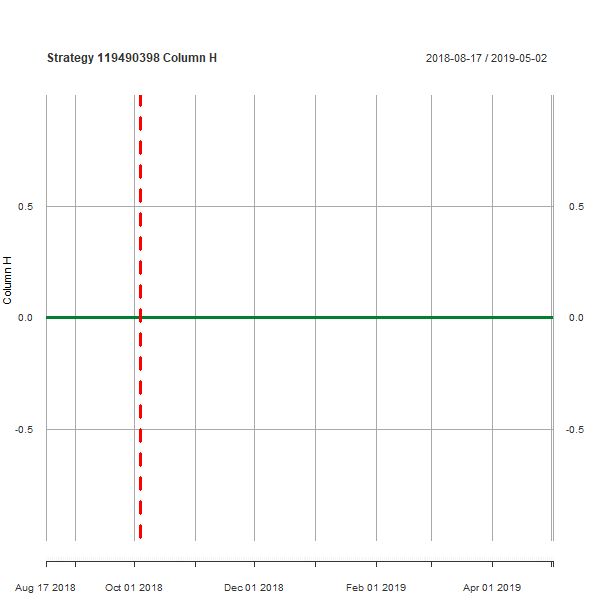 Strategy 119490398 Column H
2018-08-17 / 2019-05-02
0.5
0.5
Column H
0.0
0.0
-0.5
-0.5
Aug 17 2018
Oct 01 2018
Dec 01 2018
Feb 01 2019
Apr 01 2019